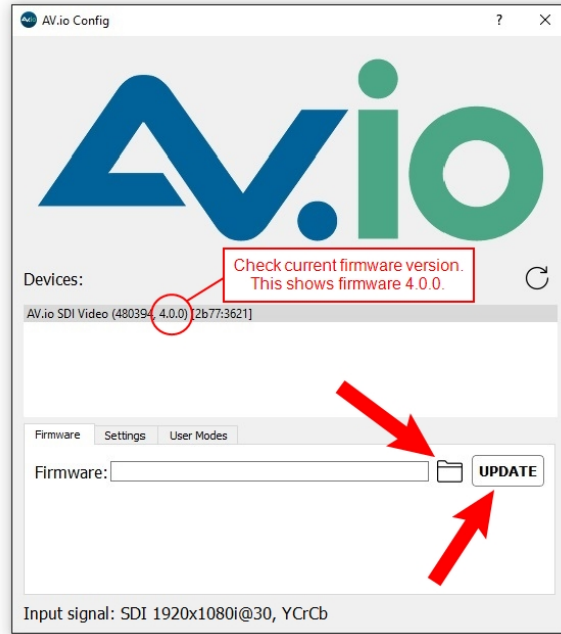 AV.io Config
? X
AV.io
Devices:
Check current firmware version.
This shows firmware 4.0.0.
AV.io SDI Video (480394, 4.0.0) [2b77:3621]
Firmware Settings User Modes
Firmware: UPDATE
Input signal: SDI 1920x1080i@30, YCrCb